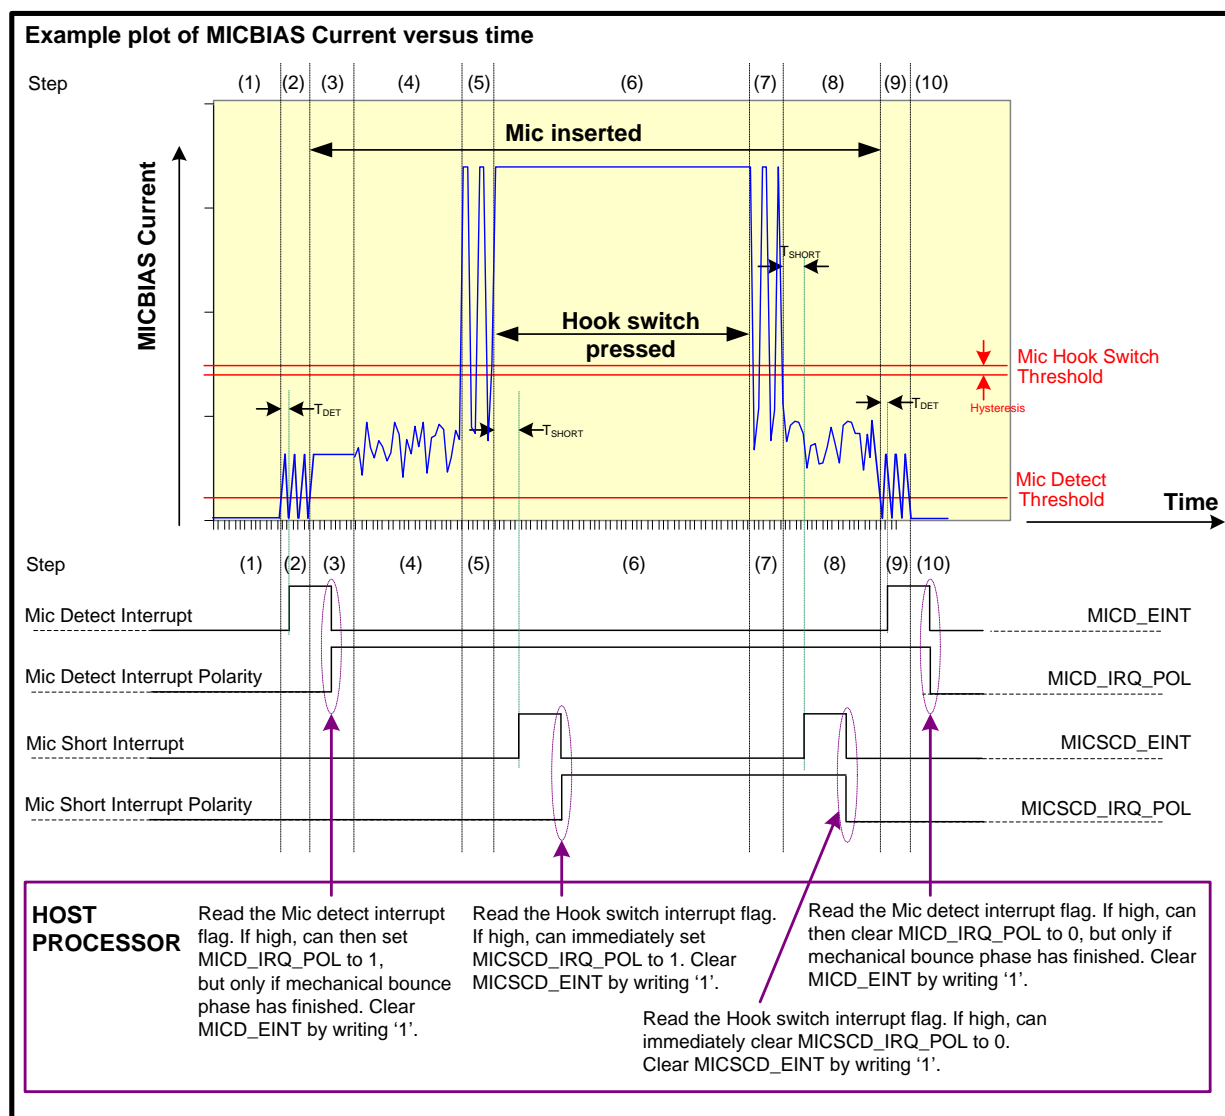 Example plot of MICBIAS Current versus time
Step
(1) (2) (3) (4) (5) (6) (7) (8) (9) (10)
Mic inserted
MICBIAS Current
TSHORT
Hook switch
pressed
Mic Hook Switch
Threshold
Hysteresis
TDET
TSHORT
TDET
Mic Detect
Threshold
Time
Step
(1) (2) (3) (4) (5) (6) (7) (8) (9) (10)
Mic Detect Interrupt
MICD_EINT
Mic Detect Interrupt Polarity
MICD_IRQ_POL
Mic Short Interrupt
MICSCD_EINT
Mic Short Interrupt Polarity
MICSCD_IRQ_POL
HOST
PROCESSOR
Read the Mic detect interrupt
flag. If high, can then set
MICD_IRQ_POL to 1,
but only if mechanical bounce
phase has finished. Clear
MICD_EINT by writing ‘1’.
Read the Hook switch interrupt flag.
If high, can immediately set
MICSCD_IRQ_POL to 1. Clear
MICSCD_EINT by writing ‘1’.
Read the Mic detect interrupt flag. If high, can
then clear MICD_IRQ_POL to 0, but only if
mechanical bounce phase has finished. Clear
MICD_EINT by writing ‘1’.
Read the Hook switch interrupt flag. If high, can
immediately clear MICSCD_IRQ_POL to 0.
Clear MICSCD_EINT by writing ‘1’.